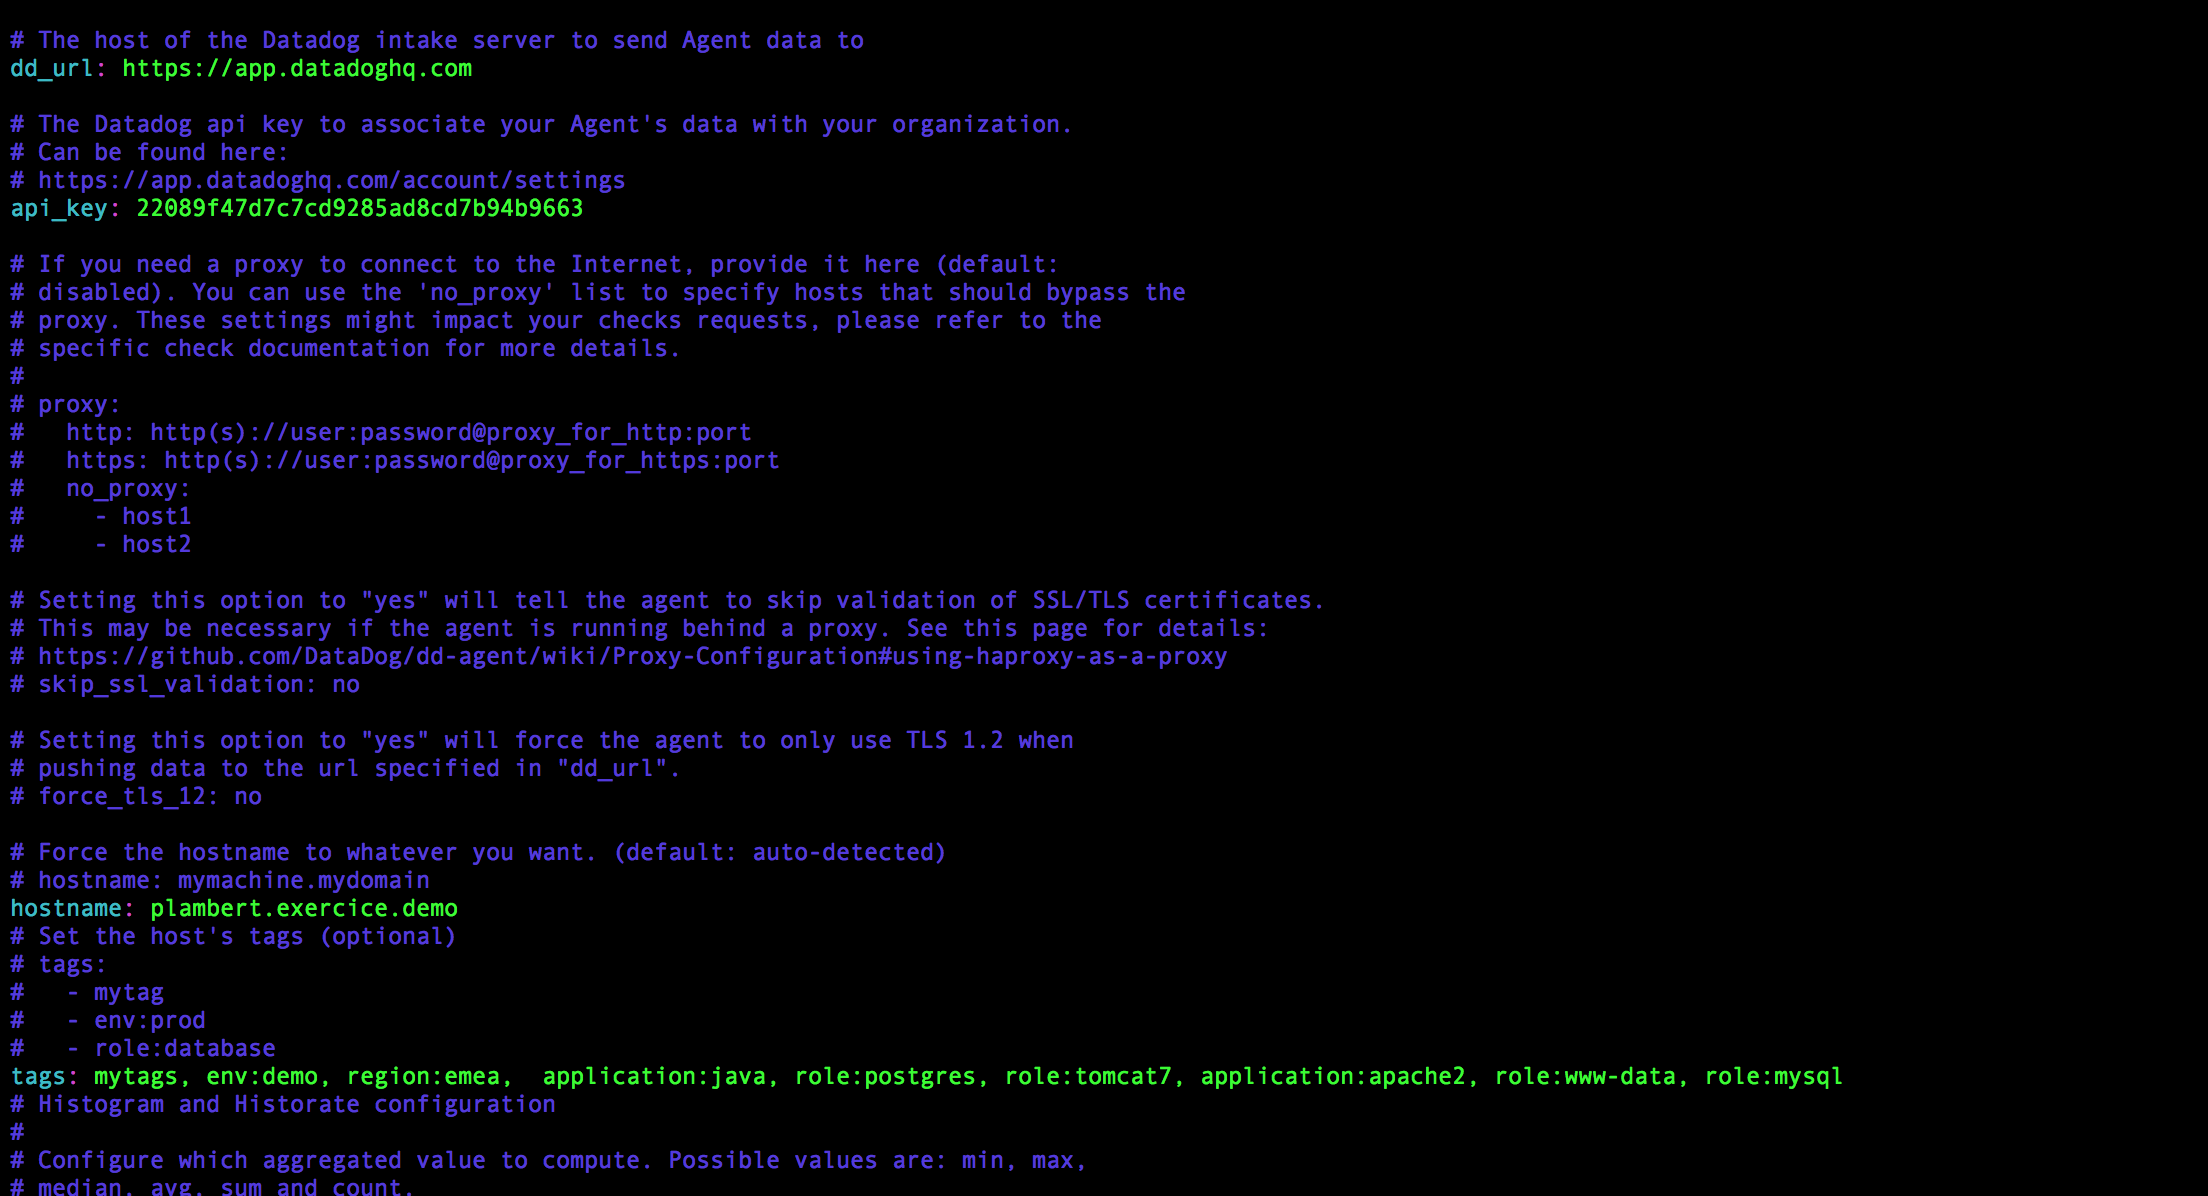 # The host of the Datadog intake server to send Agent data to
dd_url: https://app.datadoghq.com

# The Datadog api key to associate your Agent's data with your organization.
# Can be found here:
# https://app.datadoghq.com/account/settings
api_key: 22089f47d7c7cd9285ad8cd7b94b9663

# If you need a proxy to connect to the Internet, provide it here (default:
# disabled). You can use the 'no_proxy' list to specify hosts that should bypass the
# proxy. These settings might impact your checks requests, please refer to the
# specific check documentation for more details.
#
# proxy:
#   http: http(s)://user:password@proxy_for_http:port
#   https: http(s)://user:password@proxy_for_https:port
#   no_proxy:
#     - host1
#     - host2

# Setting this option to "yes" will tell the agent to skip validation of SSL/TLS certificates.
# This may be necessary if the agent is running behind a proxy. See this page for details:
# https://github.com/DataDog/dd-agent/wiki/Proxy-Configuration#using-haproxy-as-a-proxy
# skip_ssl_validation: no

# Setting this option to "yes" will force the agent to only use TLS 1.2 when
# pushing data to the url specified in "dd_url".
# force_tls_12: no

# Force the hostname to whatever you want. (default: auto-detected)
# hostname: mymachine.mydomain
hostname: plambert.exercice.demo
# Set the host's tags (optional)
# tags:
#   - mytag
#   - env:prod
#   - role:database
tags: mytags, env:demo, region:emea,  application:java, role:postgres, role:tomcat7, application:apache2, role:www-data, role:mysql
# Histogram and Historate configuration
#
# Configure which aggregated value to compute. Possible values are: min, max,
# median, avg, sum and count.